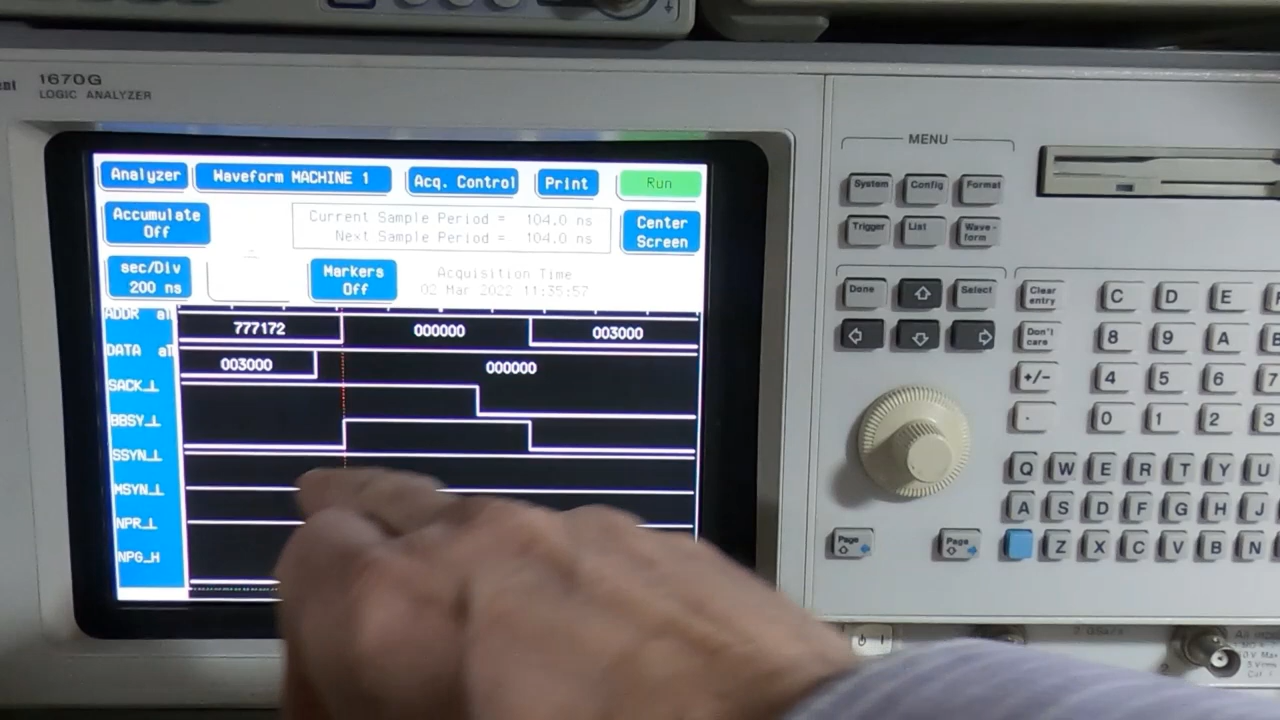 1670G
LOGIC ANALYZER
Analyzer
Waveform MACHINE 1
Acq. Control
Print
Run
Accumulate
Off
Current Sample Period = 104.0 ns
Next Sample Period = 104.0 ns
Center
Screen
sec/Div
200 ns
Markers
Off
Acquisition Time
02 Mar 2022 11:35:57
ADDR
777172
000000
003000
DATA
003000
000000
SACK_L
BBSY_L
SSYN_L
MSYN_L
NPR_L
NPG_H
MENU
System
Config
Format
Trigger
List
Wave-
form
Done
Select
Clear
entry
C
D
E
Don't
care
8
9
A
+/-
4
5
6
7
.
0
1
2
3
Q
W
E
R
T
Y
U
A
S
D
F
G
H
J
Z
X
C
V
B
N
Page
Page